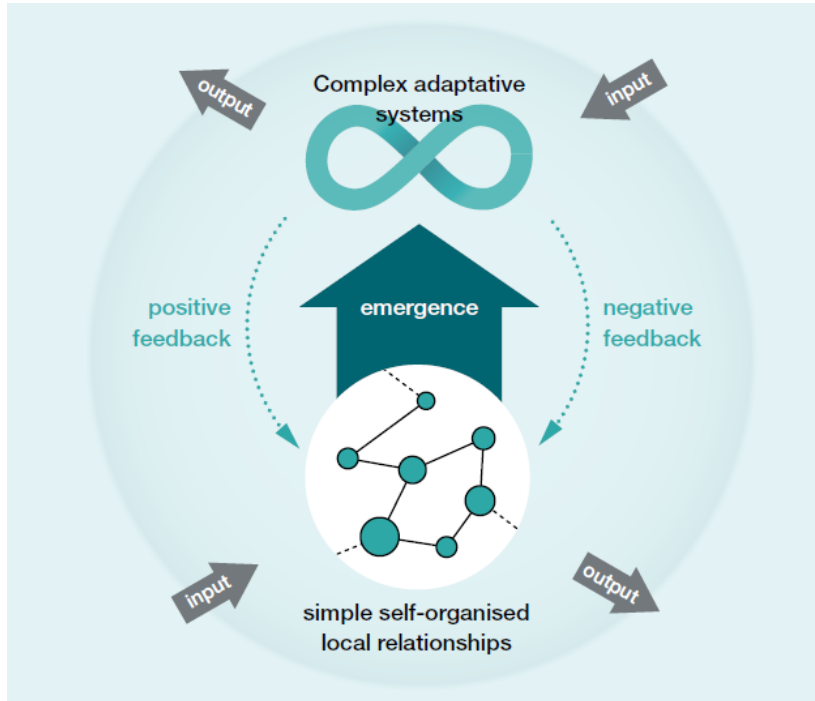 output
Complex adaptative
systems
input
positive
feedback
emergence
negative
feedback
input
simple self-organised
local relationships
output